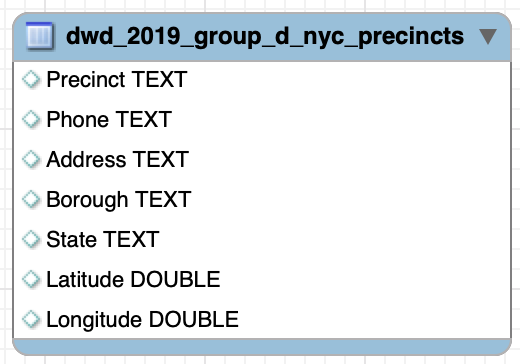 dwd_2019_group_d_nyc_precincts
Precinct TEXT
Phone TEXT
Address TEXT
Borough TEXT
State TEXT
Latitude DOUBLE
Longitude DOUBLE